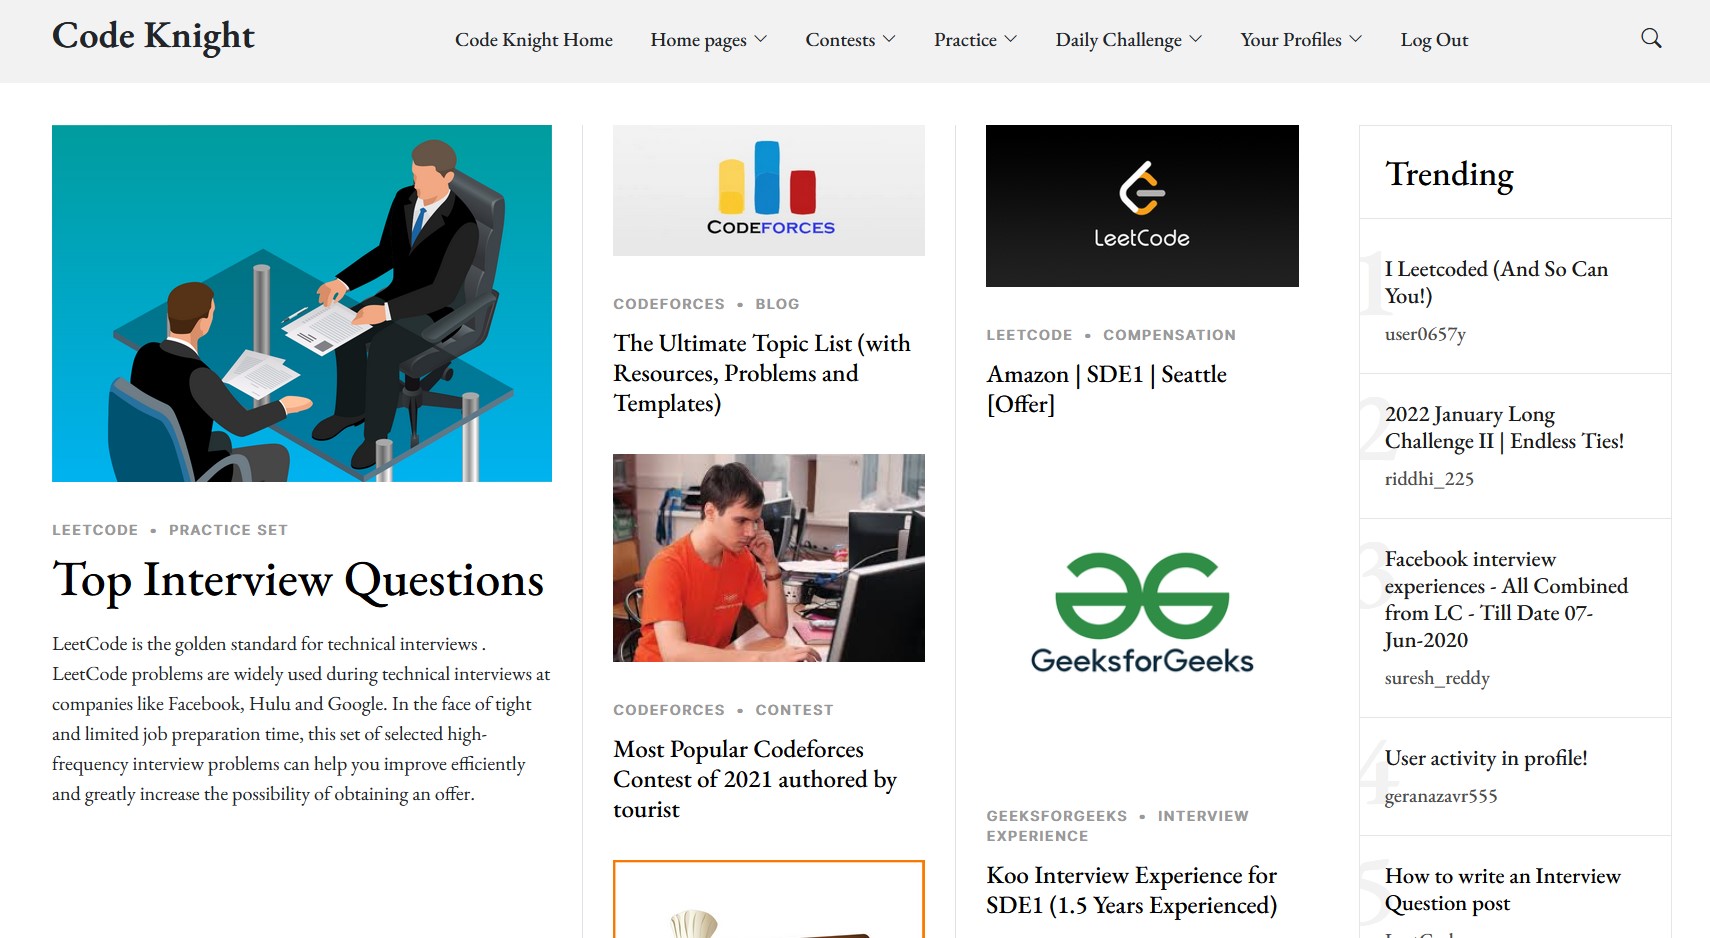 Code Knight
Code Knight Home
Home pages
Contests
Practice
Daily Challenge
Your Profiles
Log Out
LEETCODE • PRACTICE SET
Top Interview Questions
LeetCode is the golden standard for technical interviews .
LeetCode problems are widely used during technical interviews at
companies like Facebook, Hulu and Google. In the face of tight
and limited job preparation time, this set of selected high-
frequency interview problems can help you improve efficiently
and greatly increase the possibility of obtaining an offer.
CODEFORCES
CODEFORCES • BLOG
The Ultimate Topic List (with
Resources, Problems and
Templates)
CODEFORCES • CONTEST
Most Popular Codeforces
Contest of 2021 authored by
tourist
LeetCode
LEETCODE • COMPENSATION
Amazon | SDE1 | Seattle
[Offer]
GeeksforGeeks
GEEKSFORGEEKS • INTERVIEW
EXPERIENCE
Koo Interview Experience for
SDE1 (1.5 Years Experienced)
Trending
1
I Leetcoded (And So Can
You!)
user0657y
2
2022 January Long
Challenge II | Endless Ties!
riddhi_225
3
Facebook interview
experiences - All Combined
from LC - Till Date 07-
Jun-2020
suresh_reddy
4
User activity in profile!
geranazavr555
5
How to write an Interview
Question post